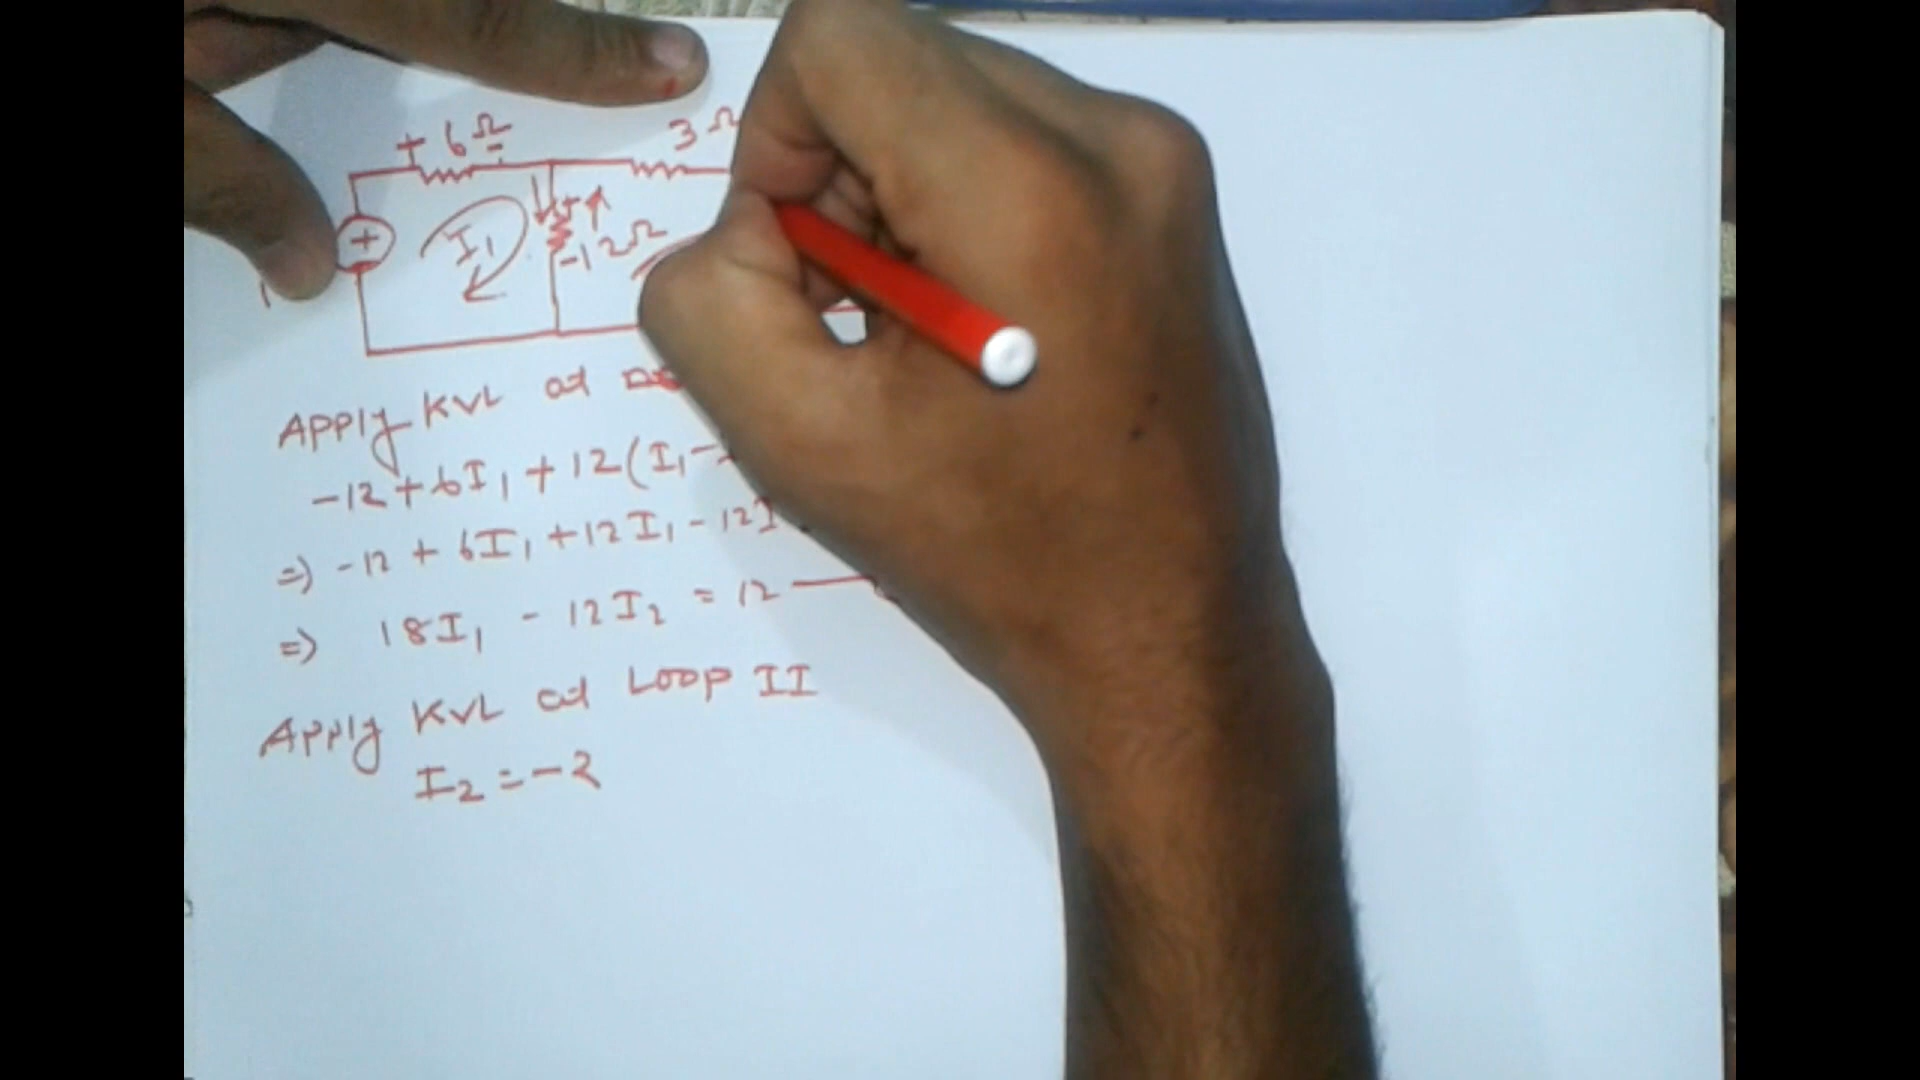 + 6Ω -
3Ω
+
I₁
+
-12Ω
Apply KVL at
-12 + 6I₁ + 12(I₁ -
=) -12 + 6I₁ + 12I₁ - 12I
=) 18I₁ - 12I₂ = 12
Apply KVL at Loop II
I₂ = -2